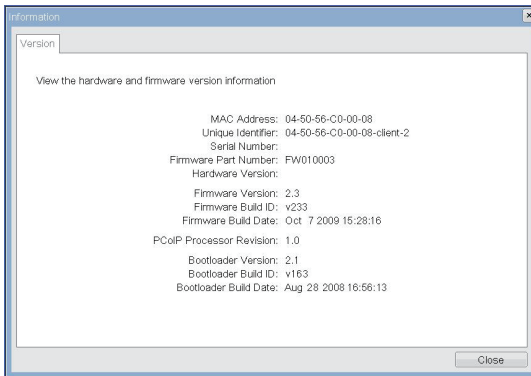 Information
Version
View the hardware and firmware version information
MAC Address: 04-50-56-C0-00-08
Unique Identifier: 04-50-56-C0-00-08-client-2
Serial Number:
Firmware Part Number: FW010003
Hardware Version:
Firmware Version: 2.3
Firmware Build ID: v233
Firmware Build Date: Oct 7 2009 15:28:16
PCoIP Processor Revision: 1.0
Bootloader Version: 2.1
Bootloader Build ID: v163
Bootloader Build Date: Aug 28 2008 16:56:13
Close